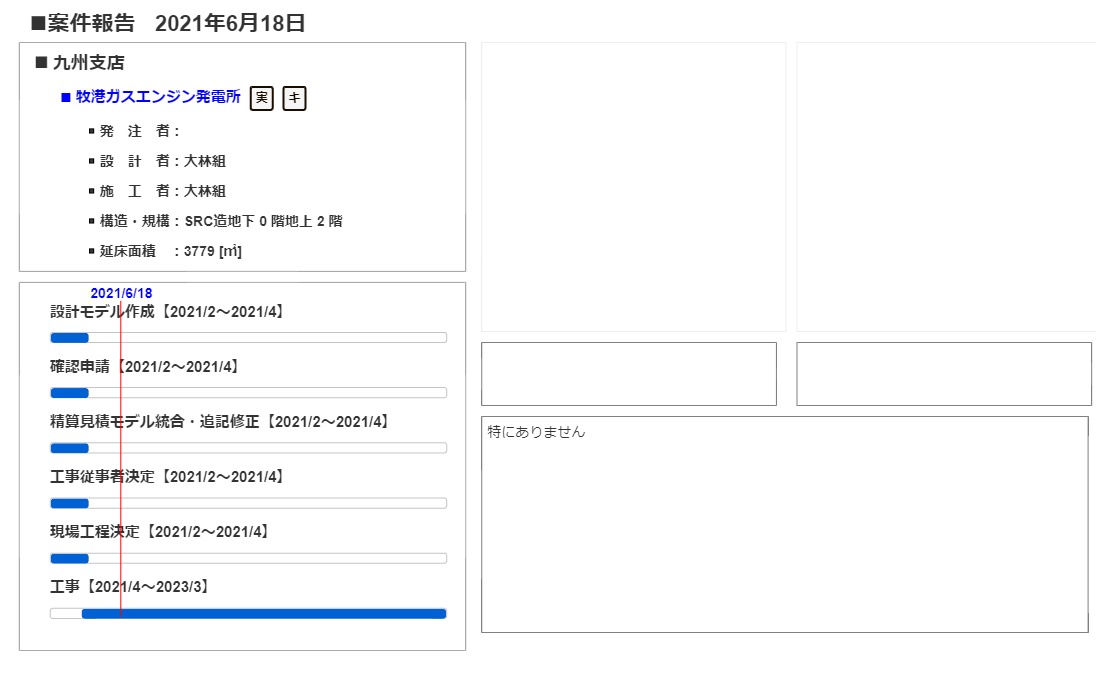 ■案件報告 2021年6月18日
■ 九州支店
■ 牧港ガスエンジン発電所 実 キ
▪ 発 注 者：
▪ 設 計 者：大林組
▪ 施 工 者：大林組
▪ 構造・規構：SRC造地下 0 階地上 2 階
▪ 延床面積 ：3779 [㎡]
2021/6/18
設計モデル作成【2021/2～2021/4】
確認申請【2021/2～2021/4】
精算見積モデル統合・追記修正【2021/2～2021/4】
工事従事者決定【2021/2～2021/4】
現場工程決定【2021/2～2021/4】
工事【2021/4～2023/3】
特にありません